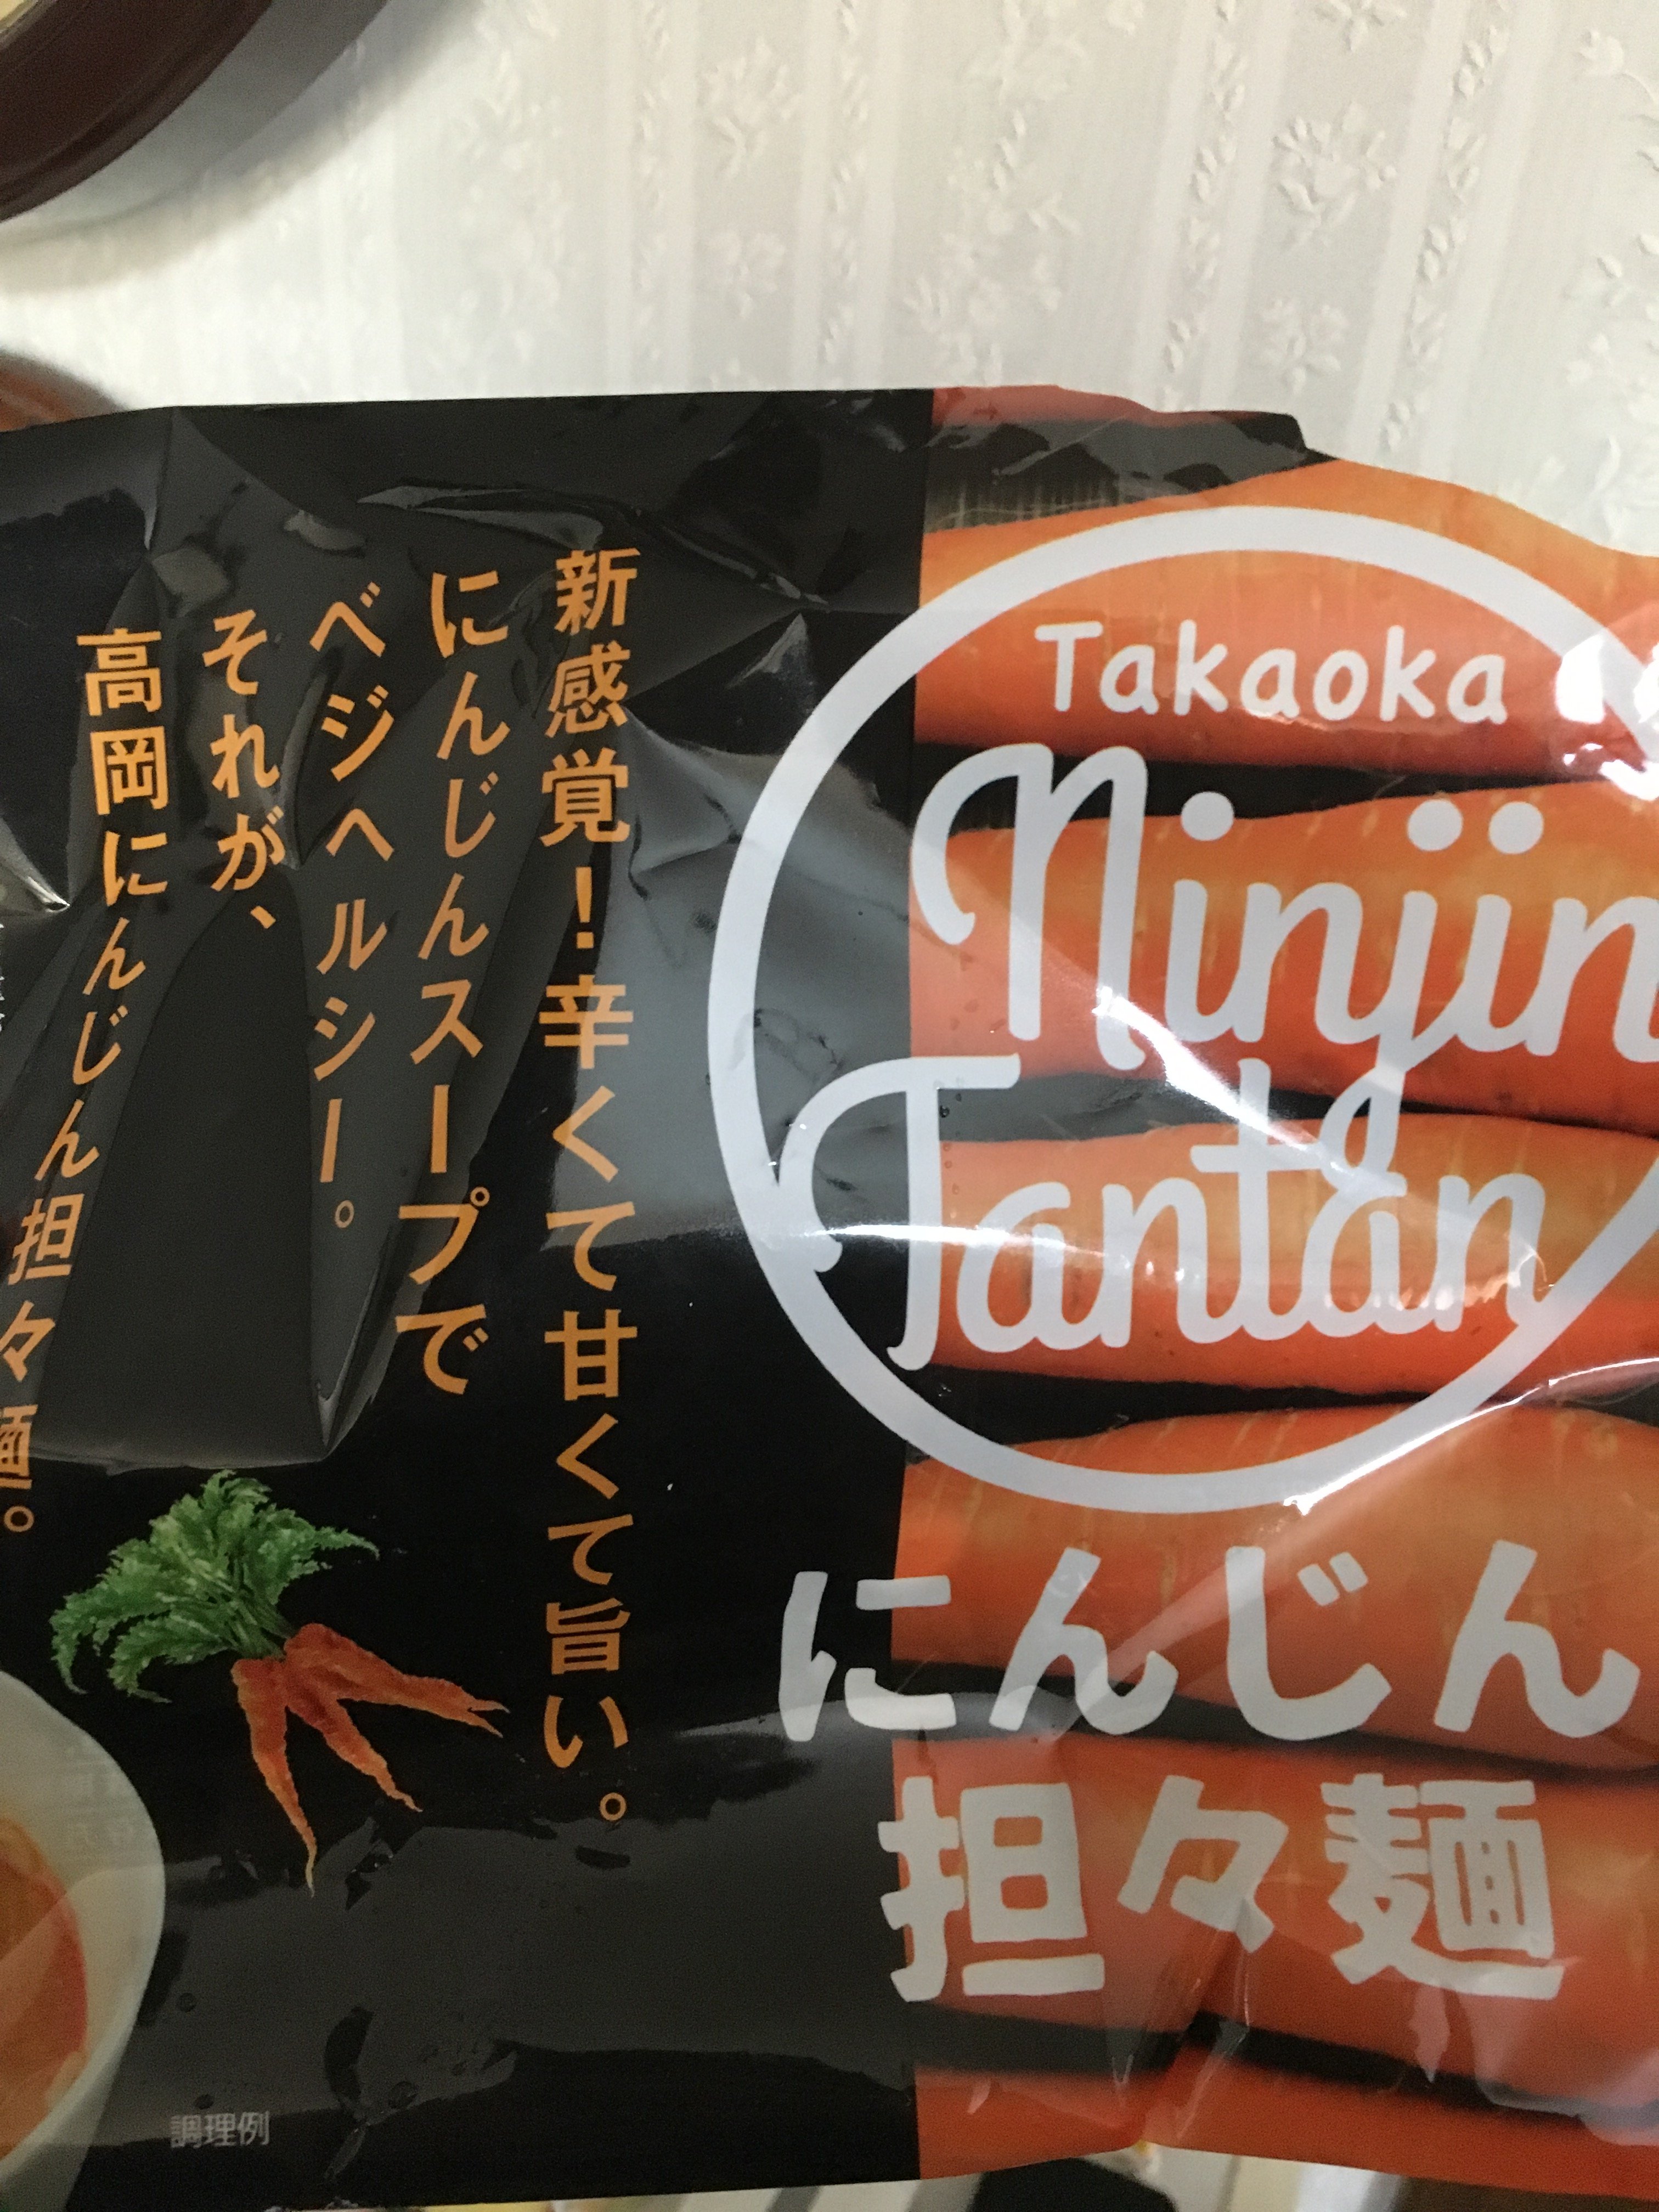 Takaoka
Ninjin
Tantan
にんじん
担々麺
新感覚！辛くて甘くて旨い。
にんじんスープで
ベジヘルシー。
それが、
高岡にんじん担々麺。
調理例